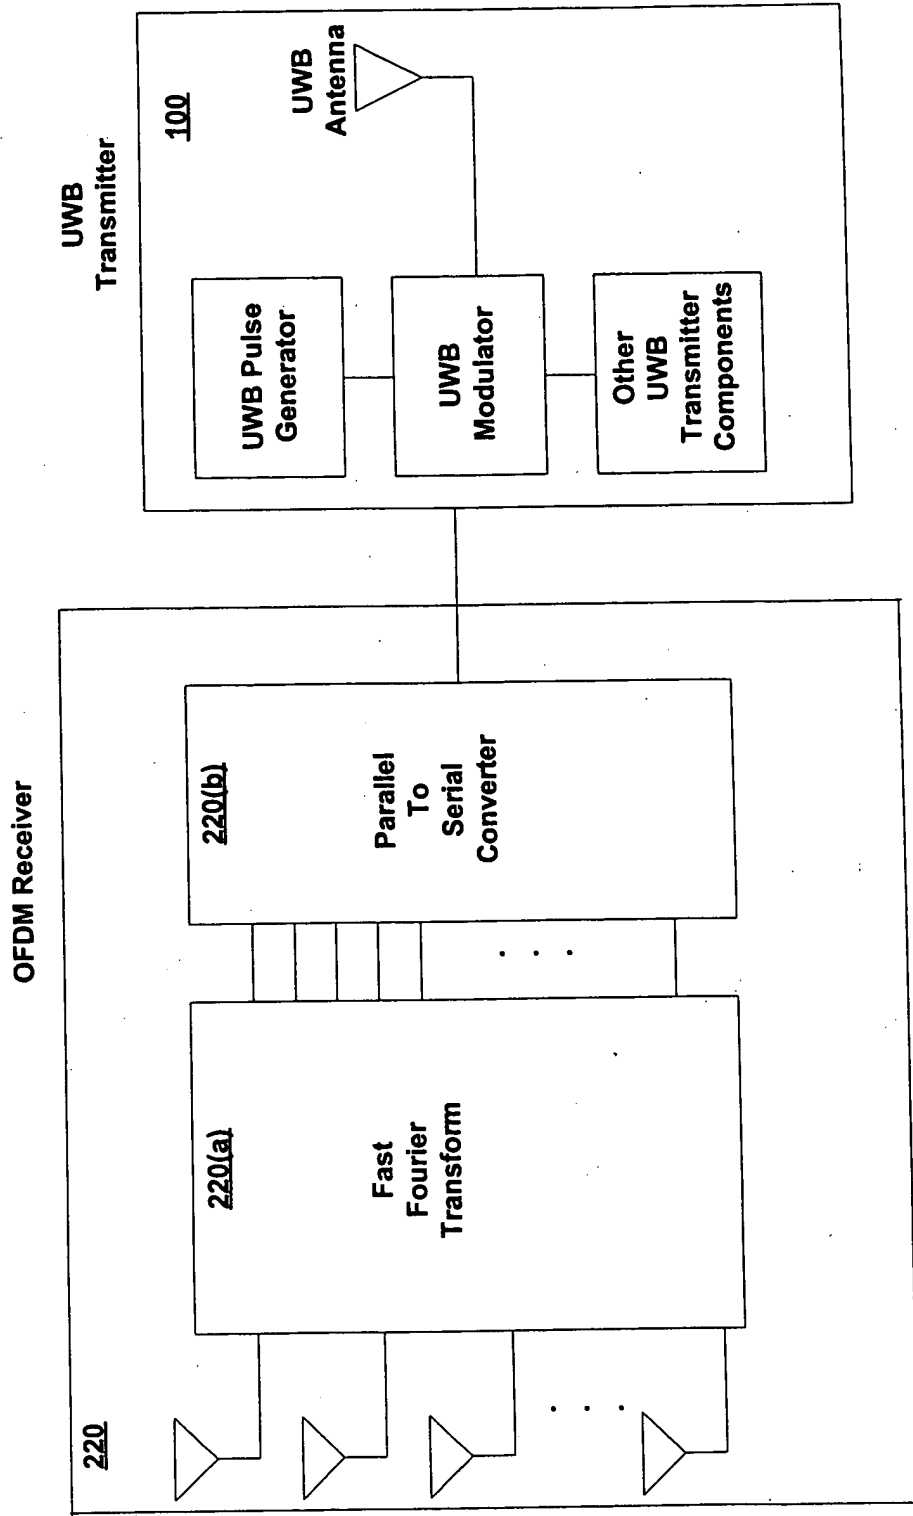 OFDM Receiver
220
220(a)
Fast
Fourier
Transform
220(b)
Parallel
To
Serial
Converter
. . .
. . .
UWB
Transmitter
100
UWB Pulse
Generator
UWB
Modulator
Other
UWB
Transmitter
Components
UWB
Antenna